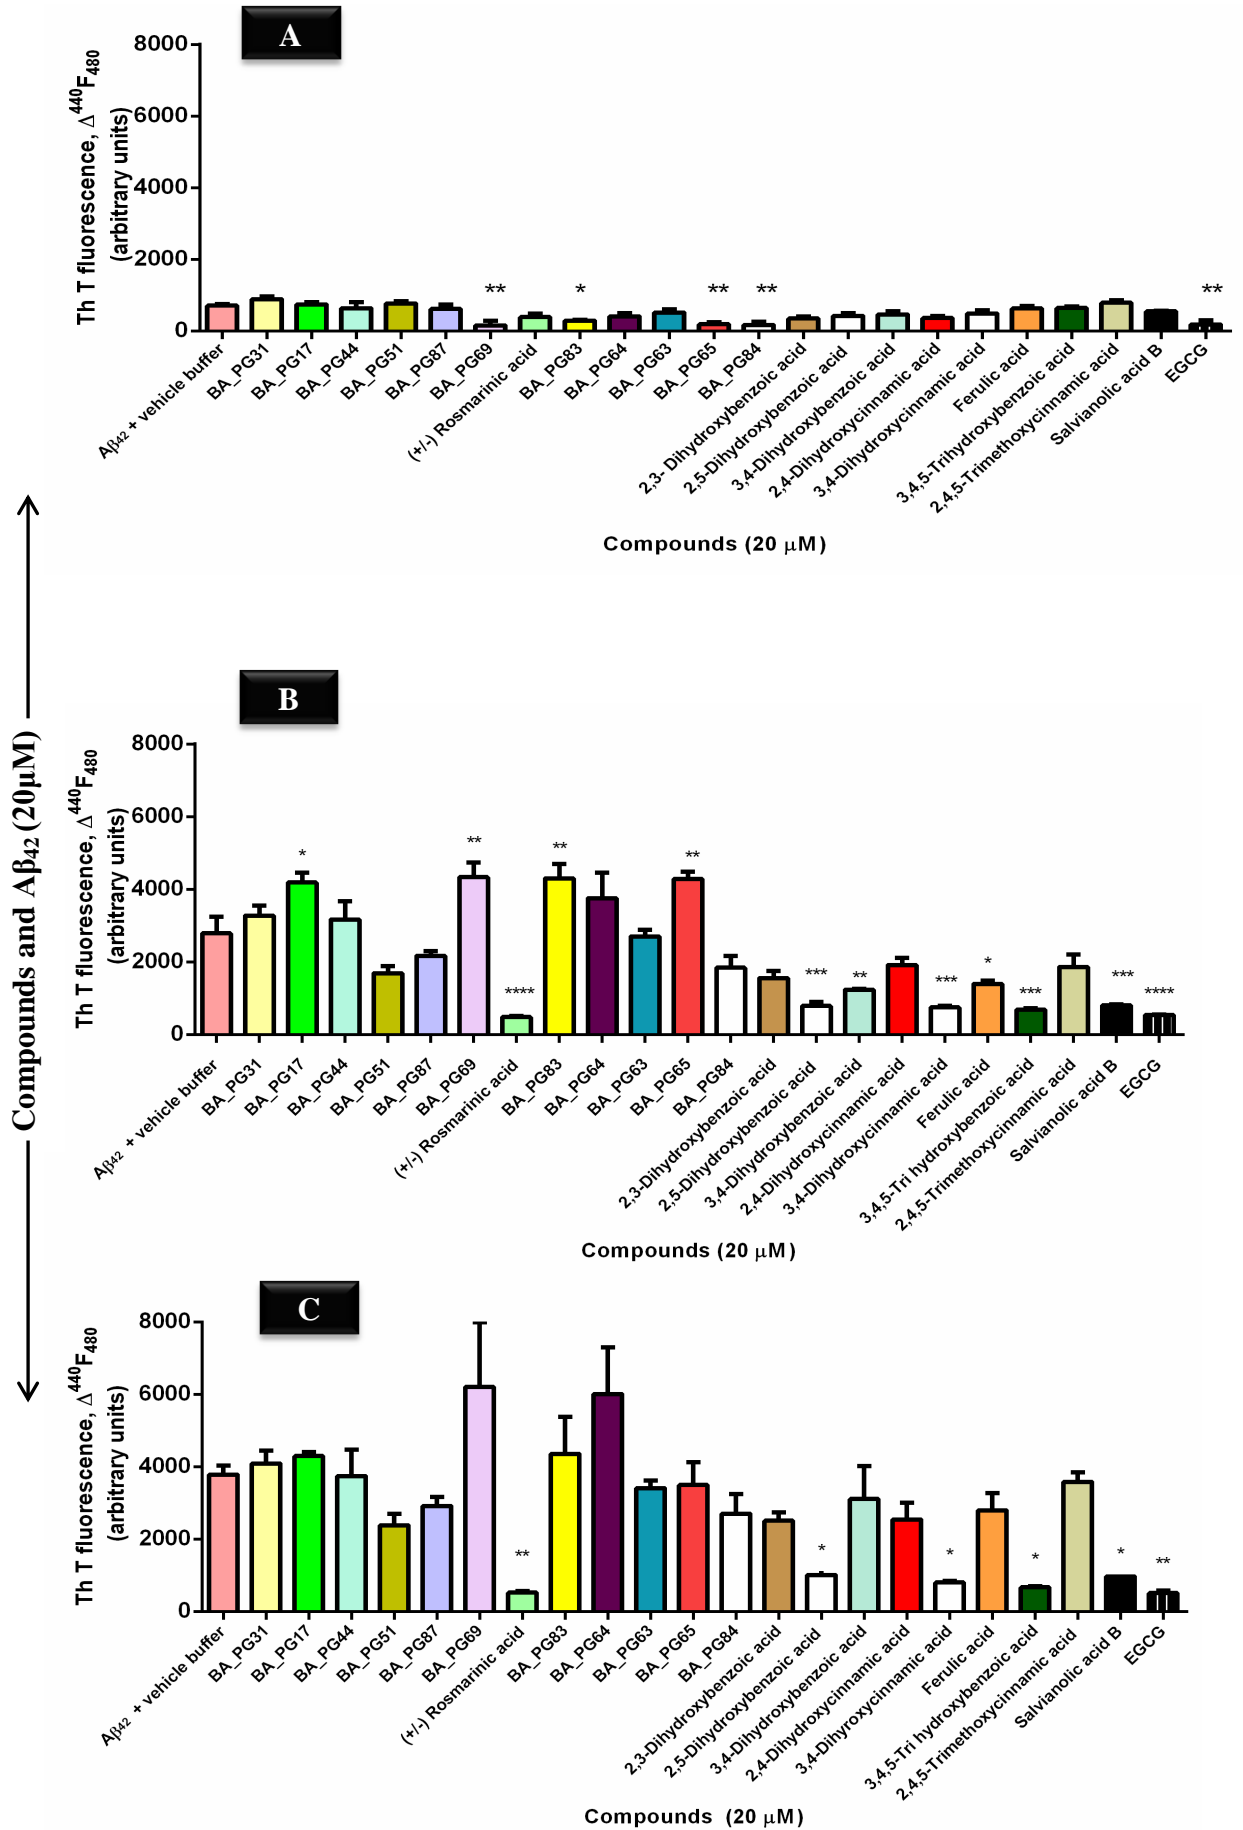 Compounds and Aβ42 (20µM)
A
Th T fluorescence, Δ440F480
(arbitrary units)
8000
6000
4000
2000
0
** * ** ** **
Aβ42 + vehicle buffer
BA_PG31
BA_PG17
BA_PG44
BA_PG51
BA_PG87
BA_PG69
(+/-) Rosmarinic acid
BA_PG83
BA_PG64
BA_PG63
BA_PG65
BA_PG84
2,3- Dihydroxybenzoic acid
2,5-Dihydroxybenzoic acid
3,4-Dihydroxybenzoic acid
2,4-Dihydroxycinnamic acid
3,4-Dihydroxycinnamic acid
Ferulic acid
3,4,5-Trihydroxybenzoic acid
2,4,5-Trimethoxycinnamic acid
Salvianolic acid B
EGCG
Compounds (20 µM)
B
Th T fluorescence, Δ440F480
(arbitrary units)
8000
6000
4000
2000
0
* ** **** ** ** *** ** *** * *** *** ****
Aβ42 + vehicle buffer
BA_PG31
BA_PG17
BA_PG44
BA_PG51
BA_PG87
BA_PG69
(+/-) Rosmarinic acid
BA_PG83
BA_PG64
BA_PG63
BA_PG65
BA_PG84
2,3-Dihydroxybenzoic acid
2,5-Dihydroxybenzoic acid
3,4-Dihydroxybenzoic acid
2,4-Dihydroxycinnamic acid
3,4-Dihydroxycinnamic acid
Ferulic acid
3,4,5-Tri hydroxybenzoic acid
2,4,5-Trimethoxycinnamic acid
Salvianolic acid B
EGCG
Compounds (20 µM)
C
Th T fluorescence, Δ440F480
(arbitrary units)
8000
6000
4000
2000
0
** * * * * **
Aβ42 + vehicle buffer
BA_PG31
BA_PG17
BA_PG44
BA_PG51
BA_PG87
BA_PG69
(+/-) Rosmarinic acid
BA_PG83
BA_PG64
BA_PG63
BA_PG65
BA_PG84
2,3-Dihydroxybenzoic acid
2,5-Dihydroxybenzoic acid
3,4-Dihydroxybenzoic acid
2,4-Dihydroxycinnamic acid
3,4-Dihyroxycinnamic acid
Ferulic acid
3,4,5-Tri hydroxybenzoic acid
2,4,5-Trimethoxycinnamic acid
Salvianolic acid B
EGCG
Compounds (20 µM)